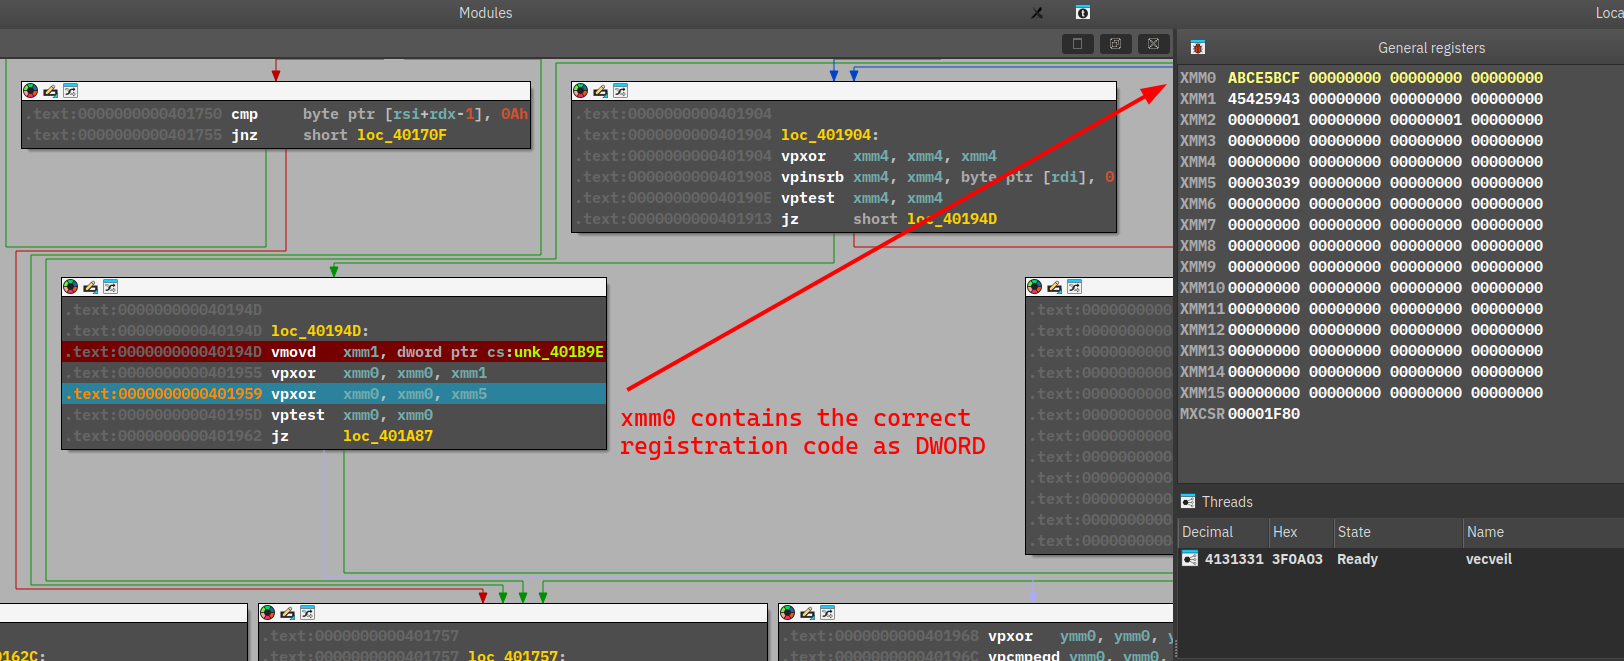 Modules
Loca
General registers
.text:0000000000401750 cmp byte ptr [rsi+rdx-1], 0Ah
.text:0000000000401755 jnz short loc_40170F
.text:0000000000401904
.text:0000000000401904 loc_401904:
.text:0000000000401904 vpxor xmm4, xmm4, xmm4
.text:0000000000401908 vpinsrb xmm4, xmm4, byte ptr [rdi], 0
.text:000000000040190E vptest xmm4, xmm4
.text:0000000000401913 jz short loc_40194D
.text:000000000040194D
.text:000000000040194D loc_40194D:
.text:000000000040194D vmovd xmm1, dword ptr cs:unk_401B9E
.text:0000000000401955 vpxor xmm0, xmm0, xmm1
.text:0000000000401959 vpxor xmm0, xmm0, xmm5
.text:000000000040195D vptest xmm0, xmm0
.text:0000000000401962 jz loc_401A87
xmm0 contains the correct
registration code as DWORD
.text:0000000000
.text:0000000000
.text:0000000000
.text:0000000000
.text:0000000000
.text:0000000000
.text:0000000000
.text:0000000000
.text:0000000000
.text:0000000000
.text:0000000000
.text:0000000000
0162C:
.text:0000000000401757
.text:0000000000401757 loc_401757:
.text:0000000000401968 vpxor ymm0, ymm0, y
.text:000000000040196C vpcmpeqd ymm0, ymm0,
XMM0 ABCE5BCF 00000000 00000000 00000000
XMM1 45425943 00000000 00000000 00000000
XMM2 00000001 00000000 00000001 00000000
XMM3 00000000 00000000 00000000 00000000
XMM4 00000000 00000000 00000000 00000000
XMM5 00003039 00000000 00000000 00000000
XMM6 00000000 00000000 00000000 00000000
XMM7 00000000 00000000 00000000 00000000
XMM8 00000000 00000000 00000000 00000000
XMM9 00000000 00000000 00000000 00000000
XMM10 00000000 00000000 00000000 00000000
XMM11 00000000 00000000 00000000 00000000
XMM12 00000000 00000000 00000000 00000000
XMM13 00000000 00000000 00000000 00000000
XMM14 00000000 00000000 00000000 00000000
XMM15 00000000 00000000 00000000 00000000
MXCSR 00001F80
Threads
Decimal Hex State Name
4131331 3F0A03 Ready vecveil